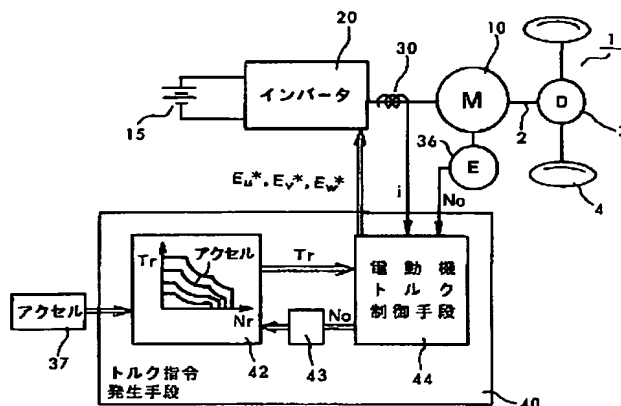 20
30
10
1
インバータ
M
D
15
36
2
3
E
4
Eu*, Ev*, Ew*
i
No
Tr
アクセル
Nr
Tr
電動機
トルク
制御手段
アクセル
No
37
42
43
44
トルク指令
発生手段
40